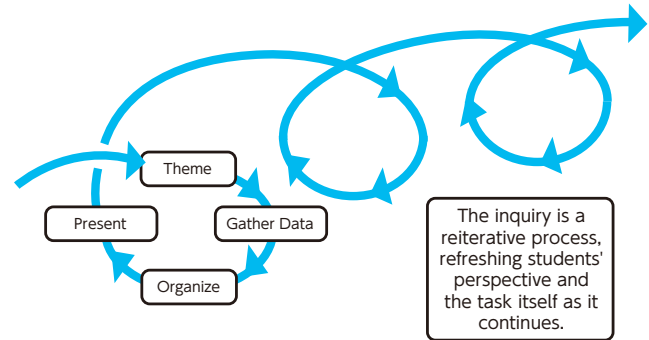 Theme
Present
Gather Data
Organize
The inquiry is a
reiterative process,
refreshing students'
perspective and
the task itself as it
continues.